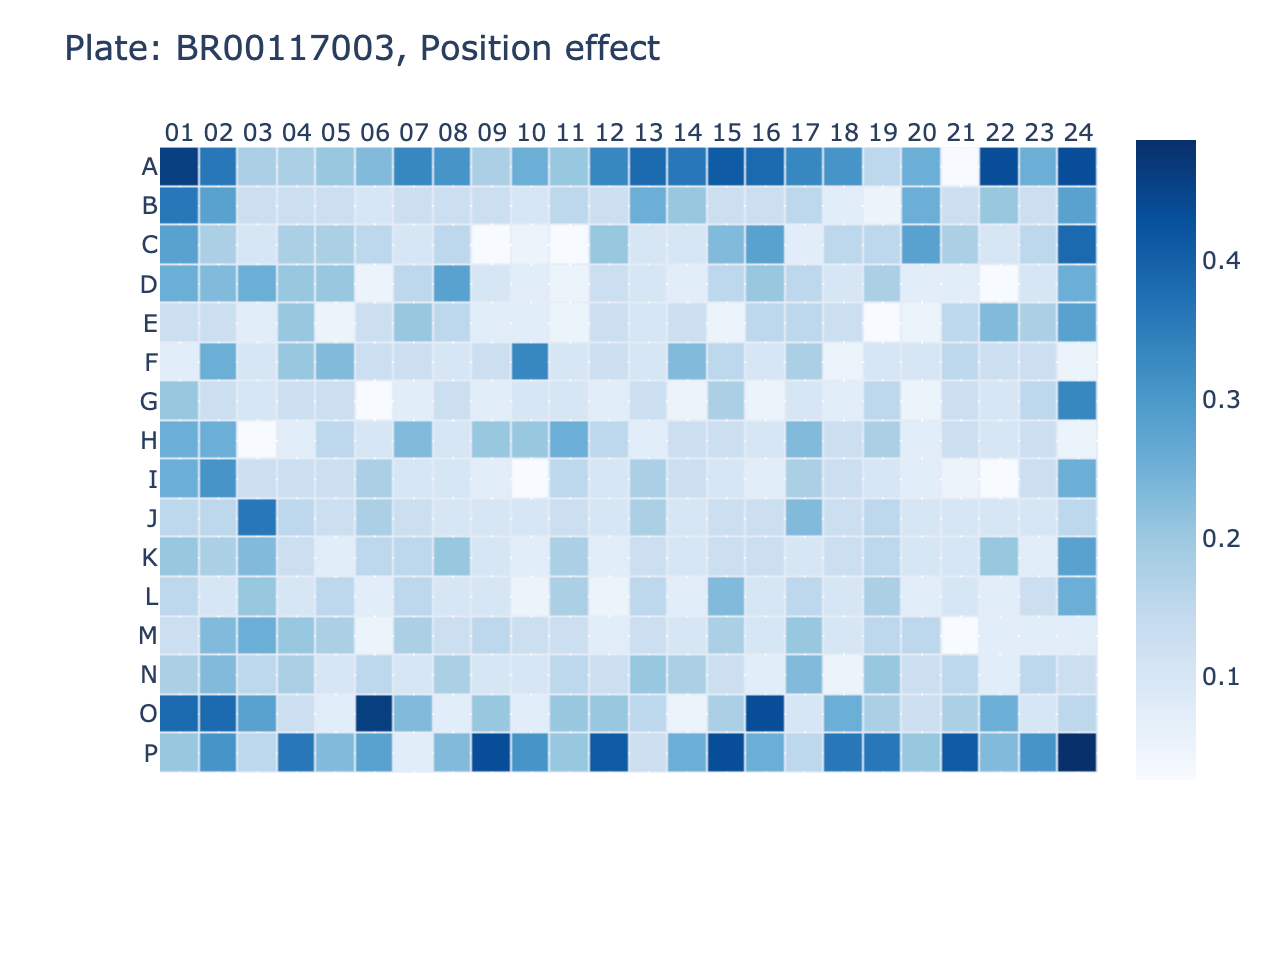 Plate: BR00117003, Position effect
01 02 03 04 05 06 07 08 09 10 11 12 13 14 15 16 17 18 19 20 21 22 23 24
A
B
C
D
E
F
G
H
I
J
K
L
M
N
O
P
0.4
0.3
0.2
0.1